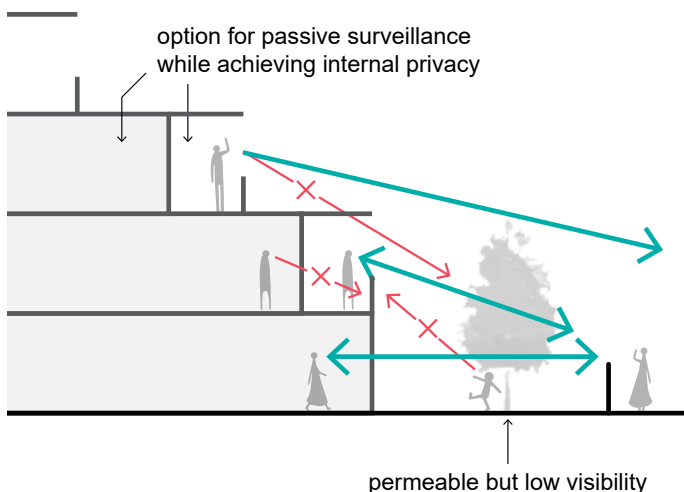 option for passive surveillance
while achieving internal privacy
permeable but low visibility